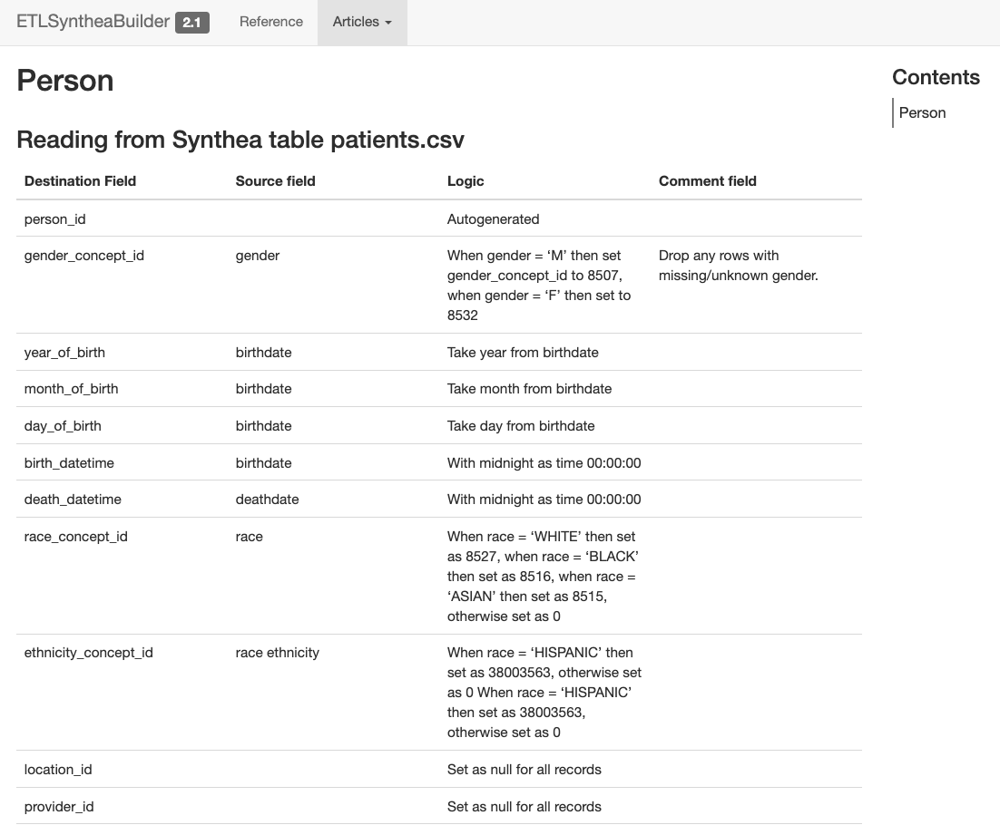 ETLSyntheaBuilder 2.1 Reference Articles
Person
Contents
Person
Reading from Synthea table patients.csv
Destination Field Source field Logic Comment field
person_id Autogenerated
gender_concept_id gender When gender = ‘M’ then set Drop any rows with
gender_concept_id to 8507, missing/unknown gender.
when gender = ‘F’ then set to
8532
year_of_birth birthdate Take year from birthdate
month_of_birth birthdate Take month from birthdate
day_of_birth birthdate Take day from birthdate
birth_datetime birthdate With midnight as time 00:00:00
death_datetime deathdate With midnight as time 00:00:00
race_concept_id race When race = ‘WHITE’ then set
as 8527, when race = ‘BLACK’
then set as 8516, when race =
‘ASIAN’ then set as 8515,
otherwise set as 0
ethnicity_concept_id race ethnicity When race = ‘HISPANIC’ then
set as 38003563, otherwise set
as 0 When race = ‘HISPANIC’
then set as 38003563,
otherwise set as 0
location_id Set as null for all records
provider_id Set as null for all records